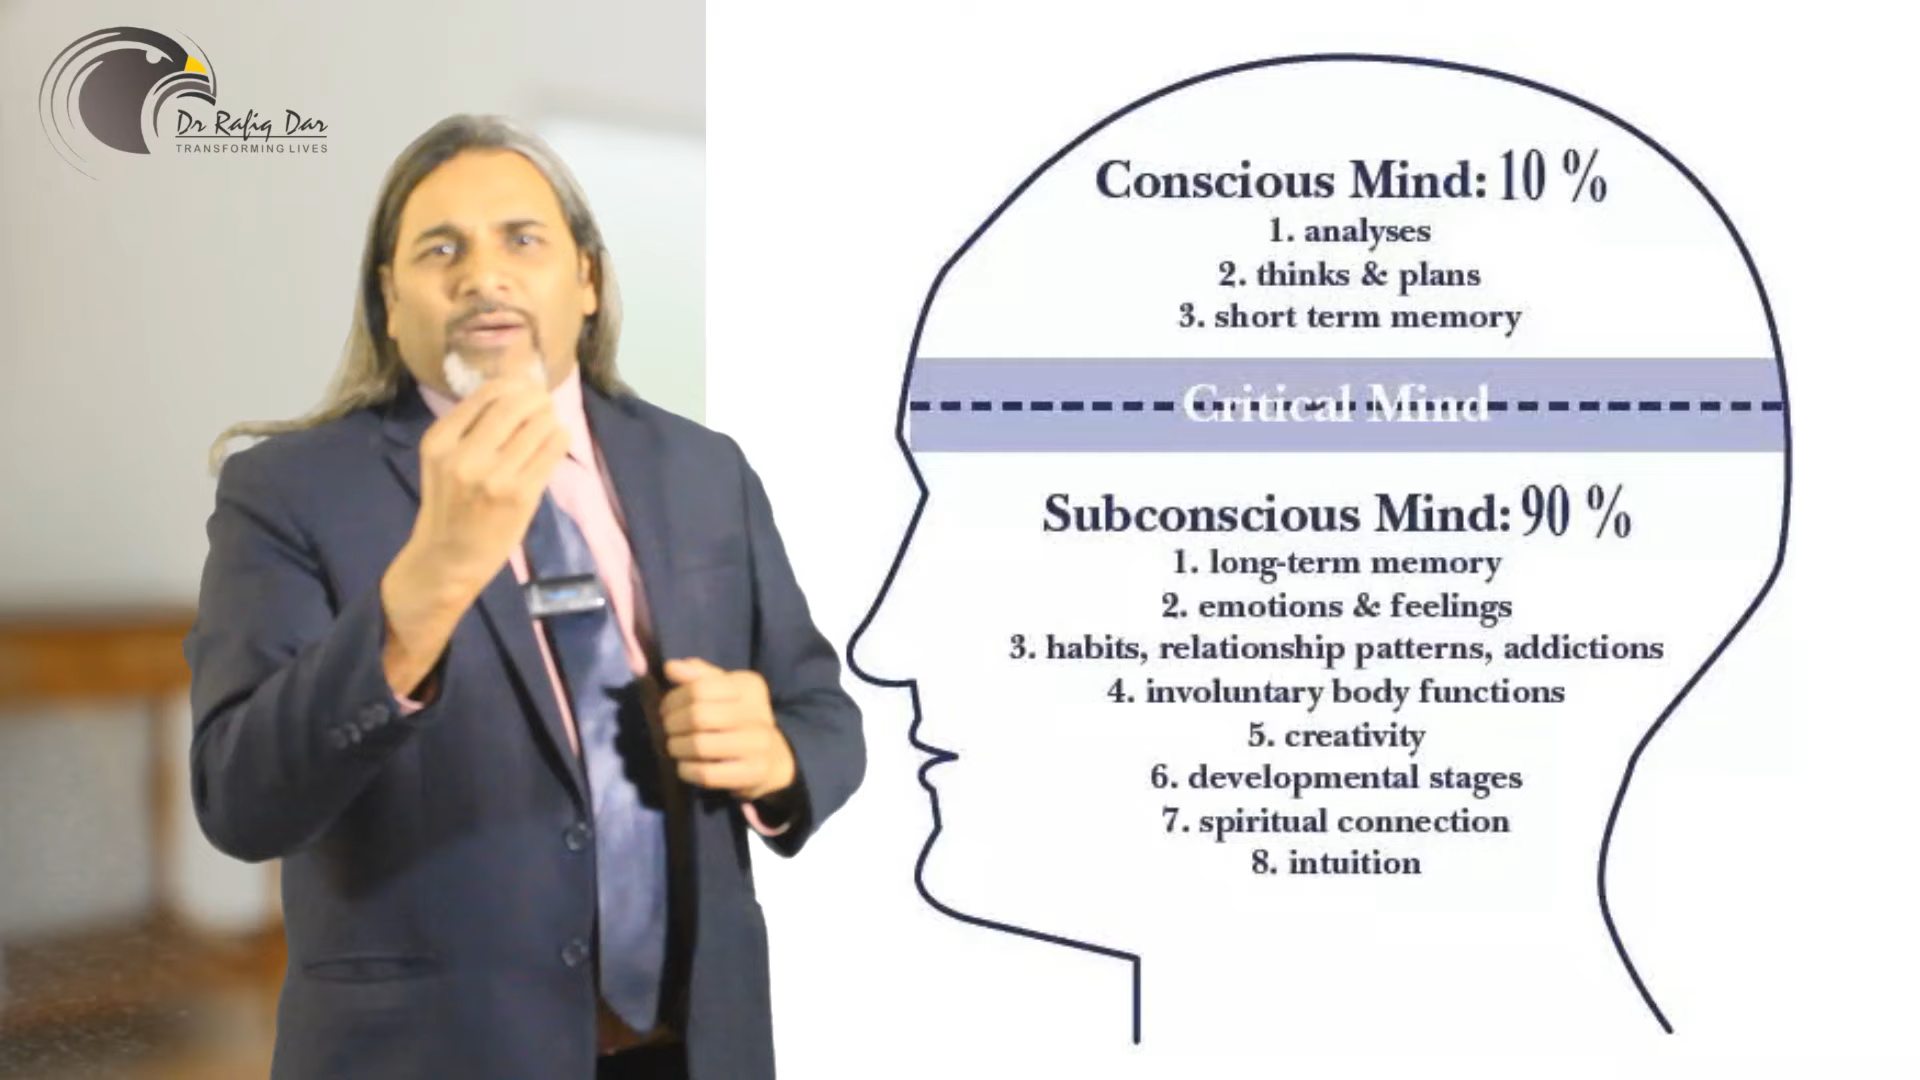 Dr Rafiq Dar
TRANSFORMING LIVES
Conscious Mind: 10 %
1. analyses
2. thinks & plans
3. short term memory
Critical Mind
Subconscious Mind: 90 %
1. long-term memory
2. emotions & feelings
3. habits, relationship patterns, addictions
4. involuntary body functions
5. creativity
6. developmental stages
7. spiritual connection
8. intuition